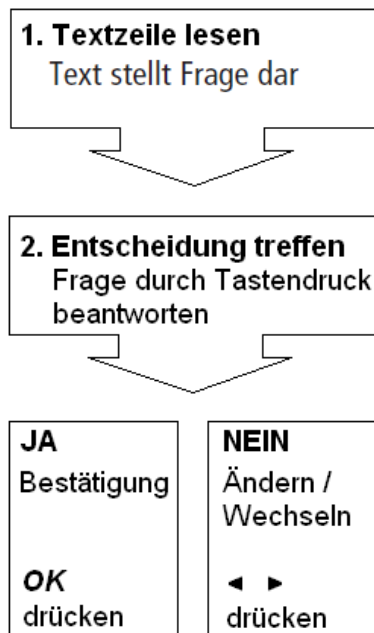 1. Textzeile lesen
Text stellt Frage dar
2. Entscheidung treffen
Frage durch Tastendruck
beantworten
JA
Bestätigung
OK
drücken
NEIN
Ändern /
Wechseln
◄ ►
drücken